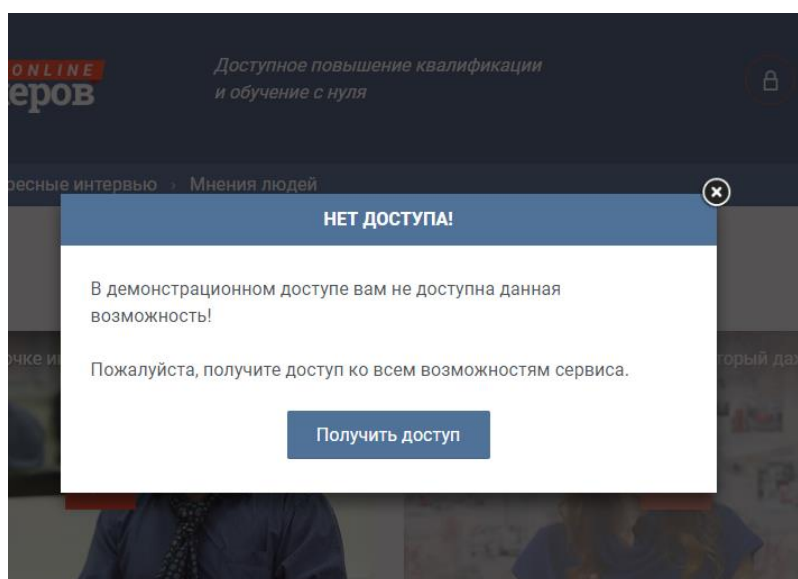 ONLINE
еров
Доступное повышение квалификации
и обучение с нуля
ресные интервью › Мнения людей
НЕТ ДОСТУПА!
В демонстрационном доступе вам не доступна данная
возможность!
Пожалуйста, получите доступ ко всем возможностям сервиса.
очке и
торый да
Получить доступ